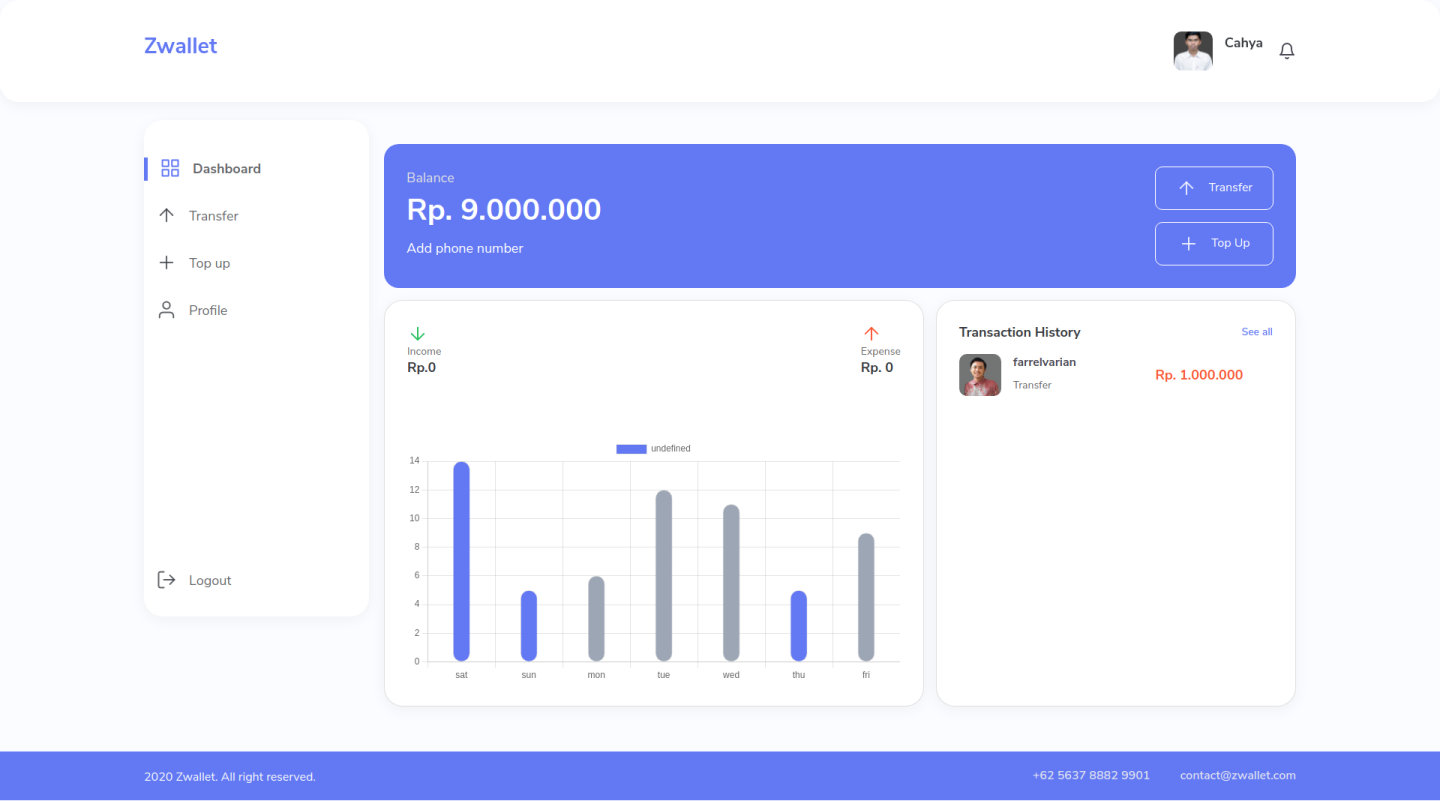 Zwallet
Cahya
Dashboard
Transfer
Top up
Profile
Logout
Balance
Rp. 9.000.000
Add phone number
Transfer
Top Up
Income
Rp.0
Expense
Rp. 0
undefined
14
12
10
8
6
4
2
0
sat sun mon tue wed thu fri
Transaction History
See all
farrelvarian
Transfer
Rp. 1.000.000
2020 Zwallet. All right reserved.
+62 5637 8882 9901
contact@zwallet.com